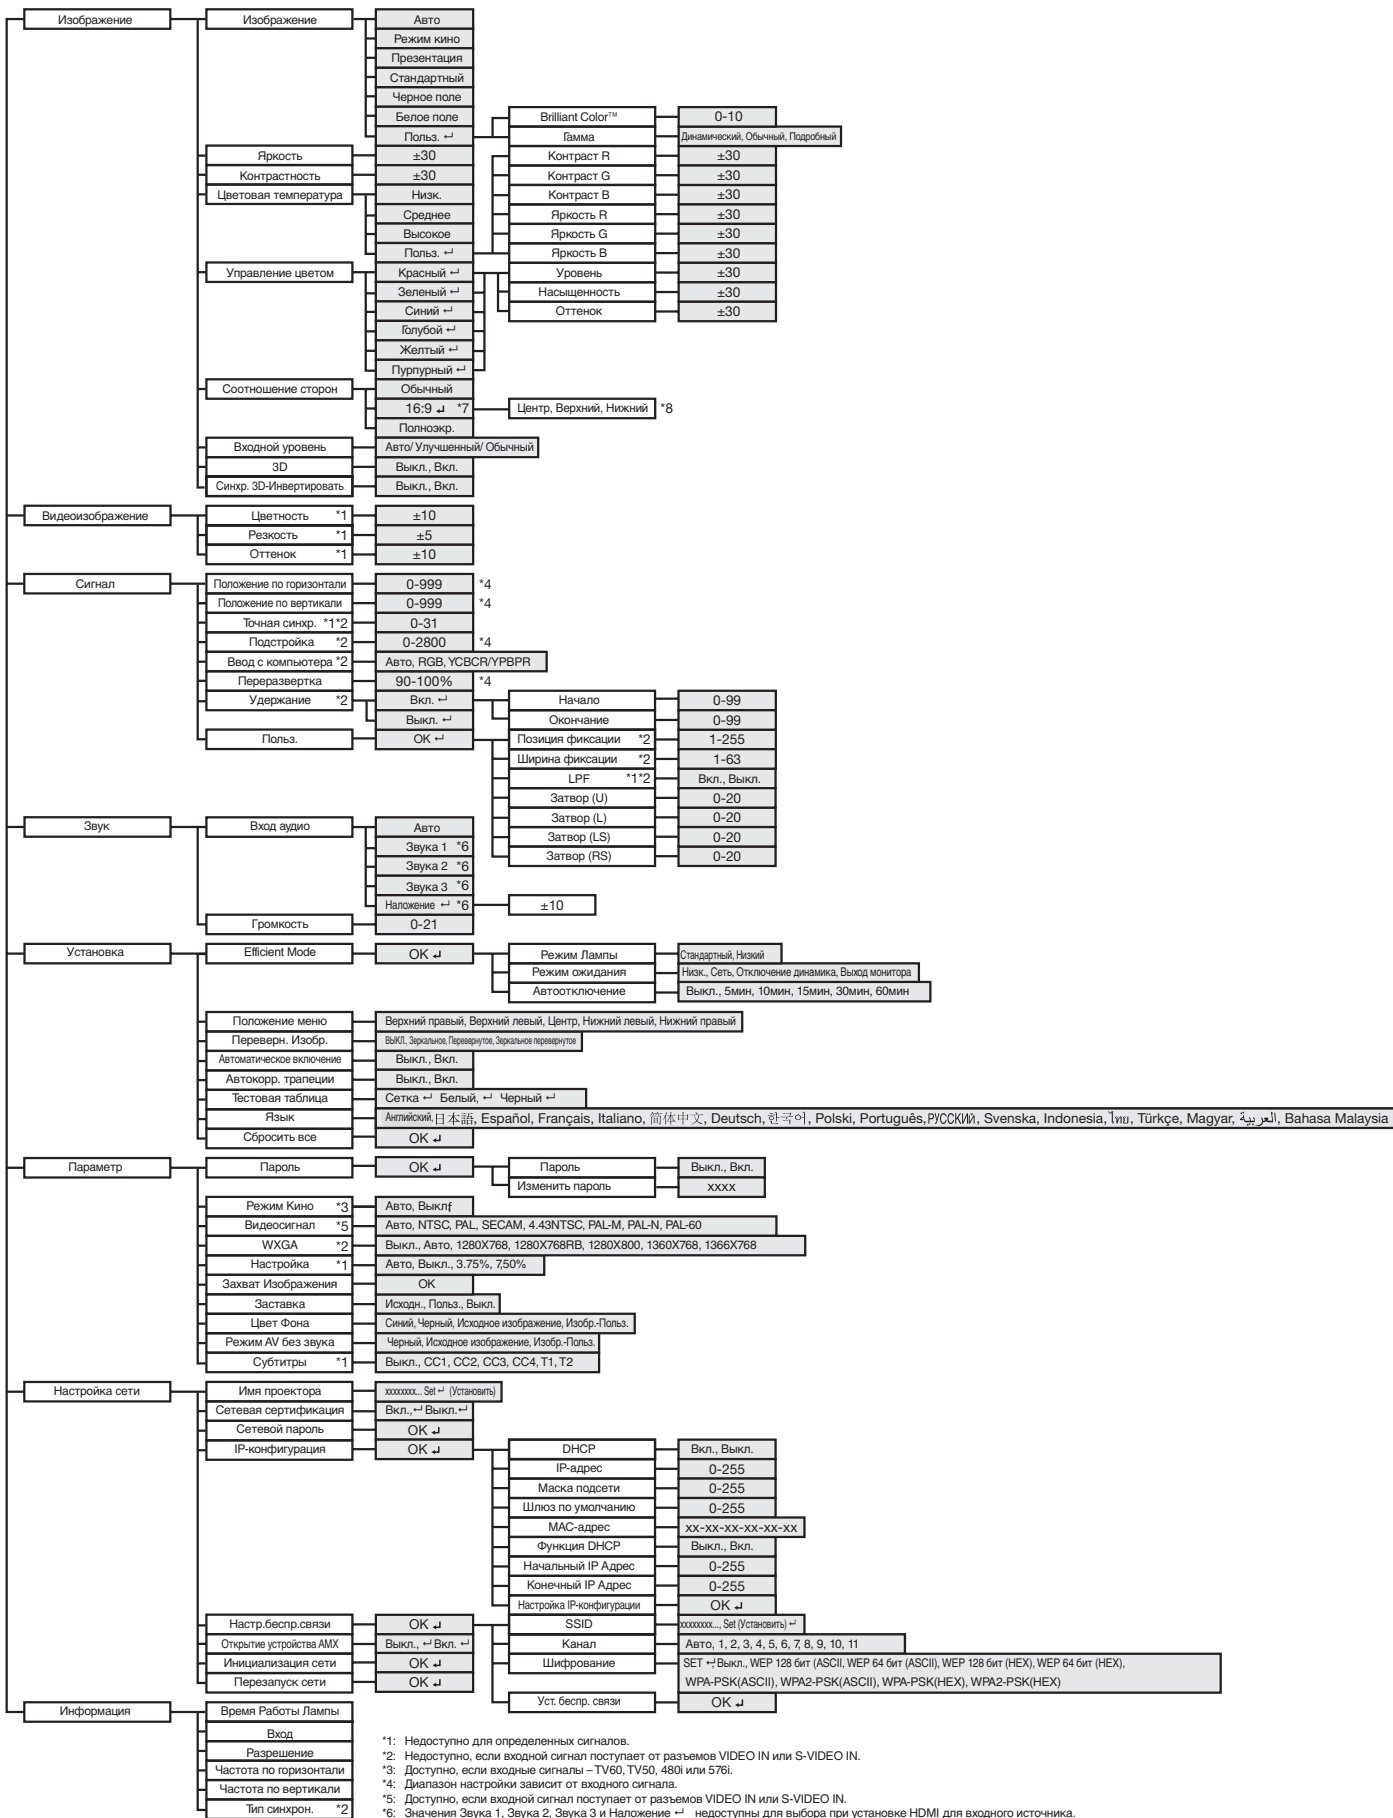 Изображение Изображение Авто
Режим кино
Презентация
Стандартный
Черное поле
Белое поле Brilliant Color™ 0-10
Польз. ↵ Гамма Динамический, Обычный, Подробный
Яркость ±30 Контраст R ±30
Контрастность ±30 Контраст G ±30
Цветовая температура Низк. Контраст B ±30
Среднее Яркость R ±30
Высокое Яркость G ±30
Польз. ↵ Яркость B ±30
Управление цветом Красный ↵ Уровень ±30
Зеленый ↵ Насыщенность ±30
Синий ↵ Оттенок ±30
Голубой ↵
Желтый ↵
Пурпурный ↵
Соотношение сторон Обычный
16:9 ↵ *7 Центр, Верхний, Нижний *8
Полноэкр.
Входной уровень Авто/ Улучшенный/ Обычный
3D Выкл., Вкл.
Синхр. 3D-Инвертировать Выкл., Вкл.
Видеоизображение Цветность *1 ±10
Резкость *1 ±5
Оттенок *1 ±10
Сигнал Положение по горизонтали 0-999 *4
Положение по вертикали 0-999 *4
Точная синхр. *1*2 0-31
Подстройка *2 0-2800 *4
Ввод с компьютера *2 Авто, RGB, YCBCR/YPBPR
Переразвертка 90-100% *4
Удержание *2 Вкл. ↵ Начало 0-99
Выкл. ↵ Окончание 0-99
Польз. OK ↵ Позиция фиксации *2 1-255
Ширина фиксации *2 1-63
LPF *1*2 Вкл., Выкл.
Затвор (U) 0-20
Звук Вход аудио Авто Затвор (L) 0-20
Звука 1 *6 Затвор (LS) 0-20
Звука 2 *6 Затвор (RS) 0-20
Звука 3 *6
Наложение ↵ *6 ±10
Громкость 0-21
Установка Efficient Mode OK ↵ Режим Лампы Стандартный, Низкий
Режим ожидания Низк., Сеть, Отключение динамика, Выход монитора
Автоотключение Выкл., 5мин, 10мин, 15мин, 30мин, 60мин
Положение меню Верхний правый, Верхний левый, Центр, Нижний левый, Нижний правый
Переверн. Изобр. ВЫКЛ., Зеркальное, Перевернутое, Зеркальное перевернутое
Автоматическое включение Выкл., Вкл.
Автокорр. трапеции Выкл., Вкл.
Тестовая таблица Сетка ↵ Белый, ↵ Черный ↵
Язык Английский, 日本語, Español, Français, Italiano, 简体中文, Deutsch, 한국어, Polski, Português, РУССКИЙ, Svenska, Indonesia, ไทย, Türkçe, Magyar, العربية, Bahasa Malaysia
Сбросить все OK ↵
Параметр Пароль OK ↵ Пароль Выкл., Вкл.
Изменить пароль xxxx
Режим Кино *3 Авто, Выклf
Видеосигнал *5 Авто, NTSC, PAL, SECAM, 4.43NTSC, PAL-M, PAL-N, PAL-60
WXGA *2 Выкл., Авто, 1280X768, 1280X768RB, 1280X800, 1360X768, 1366X768
Настройка *1 Авто, Выкл., 3.75%, 7,50%
Захват Изображения OK
Заставка Исходн., Польз., Выкл.
Цвет Фона Синий, Черный, Исходное изображение, Изобр.-Польз.
Режим AV без звука Черный, Исходное изображение, Изобр.-Польз.
Субтитры *1 Выкл., CC1, CC2, CC3, CC4, T1, T2
Настройка сети Имя проектора xxxxxxxx... Set ↵ (Установить)
Сетевая сертификация Вкл.,↵ Выкл.↵
Сетевой пароль OK ↵
IP-конфигурация OK ↵ DHCP Вкл., Выкл.
IP-адрес 0-255
Маска подсети 0-255
Шлюз по умолчанию 0-255
MAC-адрес xx-xx-xx-xx-xx-xx
Функция DHCP Выкл., Вкл.
Начальный IP Адрес 0-255
Конечный IP Адрес 0-255
Настройка IP-конфигурации OK ↵
Настр.беспр.связи OK ↵ SSID xxxxxxxx..., Set (Установить) ↵
Открытие устройства AMX Выкл., ↵ Вкл. ↵ Канал Авто, 1, 2, 3, 4, 5, 6, 7, 8, 9, 10, 11
Инициализация сети OK ↵ Шифрование SET ↵, Выкл., WEP 128 бит (ASCII, WEP 64 бит (ASCII), WEP 128 бит (HEX), WEP 64 бит (HEX),
Перезапуск сети OK ↵ WPA-PSK(ASCII), WPA2-PSK(ASCII), WPA-PSK(HEX), WPA2-PSK(HEX)
Уст. беспр. связи OK ↵
Информация Время Работы Лампы
Вход
Разрешение
Частота по горизонтали
Частота по вертикали
Тип синхрон. *2
*1: Недоступно для определенных сигналов.
*2: Недоступно, если входной сигнал поступает от разъемов VIDEO IN или S-VIDEO IN.
*3: Доступно, если входные сигналы – TV60, TV50, 480i или 576i.
*4: Диапазон настройки зависит от входного сигнала.
*5: Доступно, если входной сигнал поступает от разъемов VIDEO IN или S-VIDEO IN.
*6: Значения Звука 1, Звука 2, Звука 3 и Наложение ↵ недоступны для выбора при установке HDMI для входного источника.